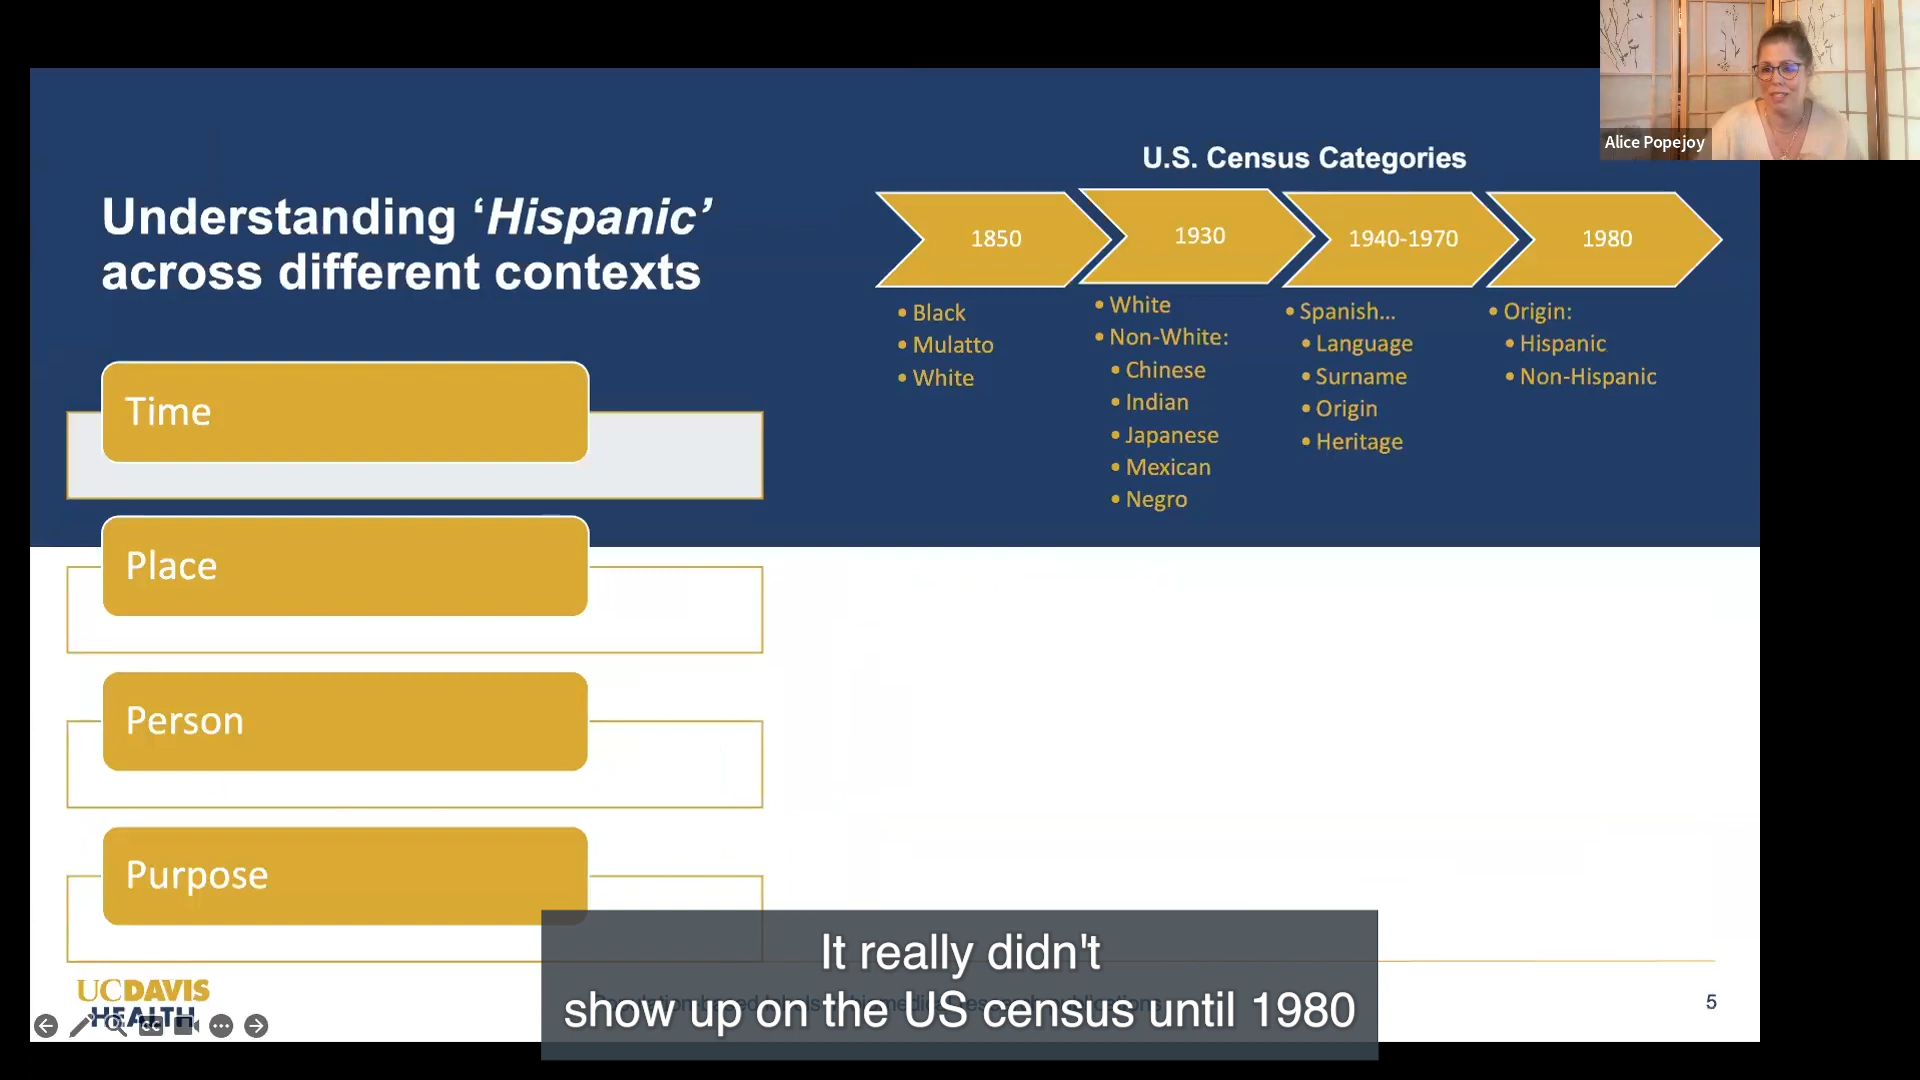 Alice Popejoy
U.S. Census Categories
Understanding ‘Hispanic’
across different contexts
1850
• Black
• Mulatto
• White
1930
• White
• Non-White:
• Chinese
• Indian
• Japanese
• Mexican
• Negro
1940-1970
• Spanish...
• Language
• Surname
• Origin
• Heritage
1980
• Origin:
• Hispanic
• Non-Hispanic
Time
Place
Person
Purpose
It really didn't
show up on the US census until 1980
UCDAVIS
HEALTH
5